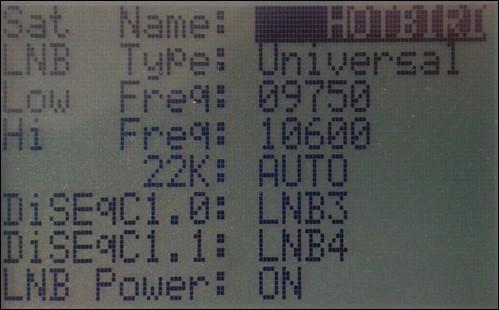 Sat Name: HOTBIRD
LNB Type: Universal
Low Freq: 09750
Hi Freq: 10600
22K: AUTO
DiSEqC1.0: LNB3
DiSEqC1.1: LNB4
LNB Power: ON